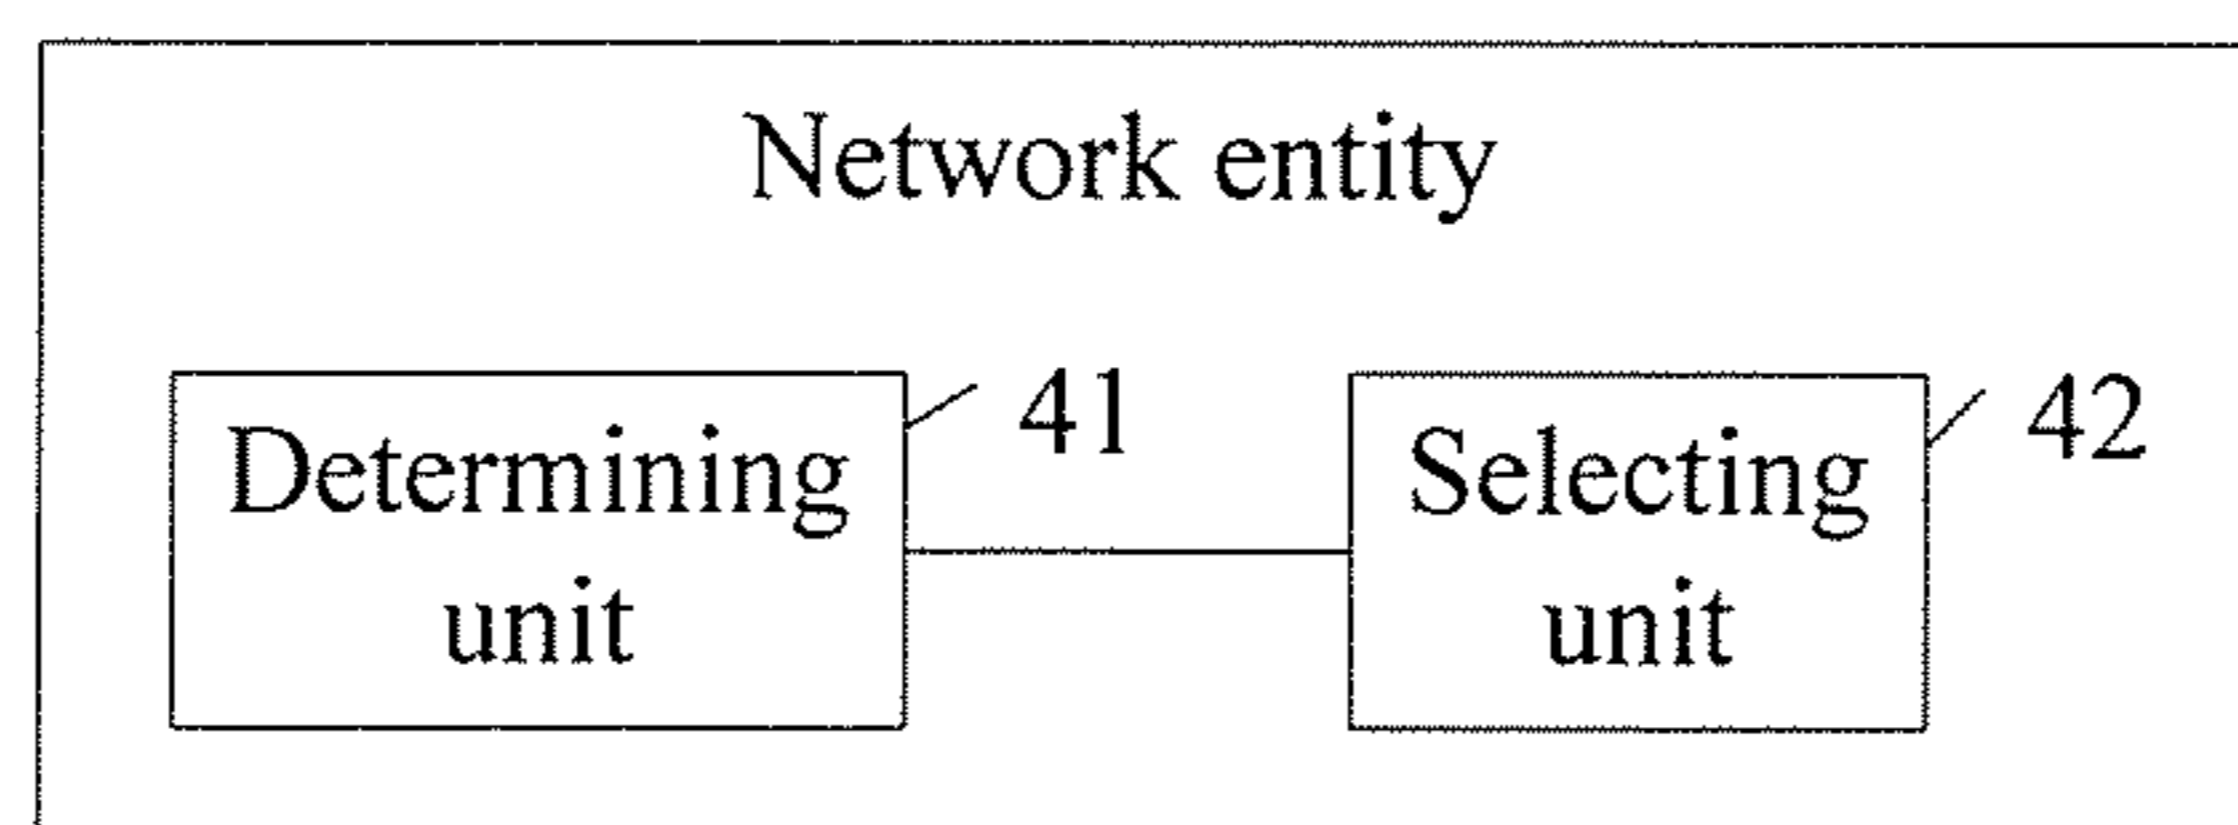 Network entity
41
42
Determining
unit
Selecting
unit